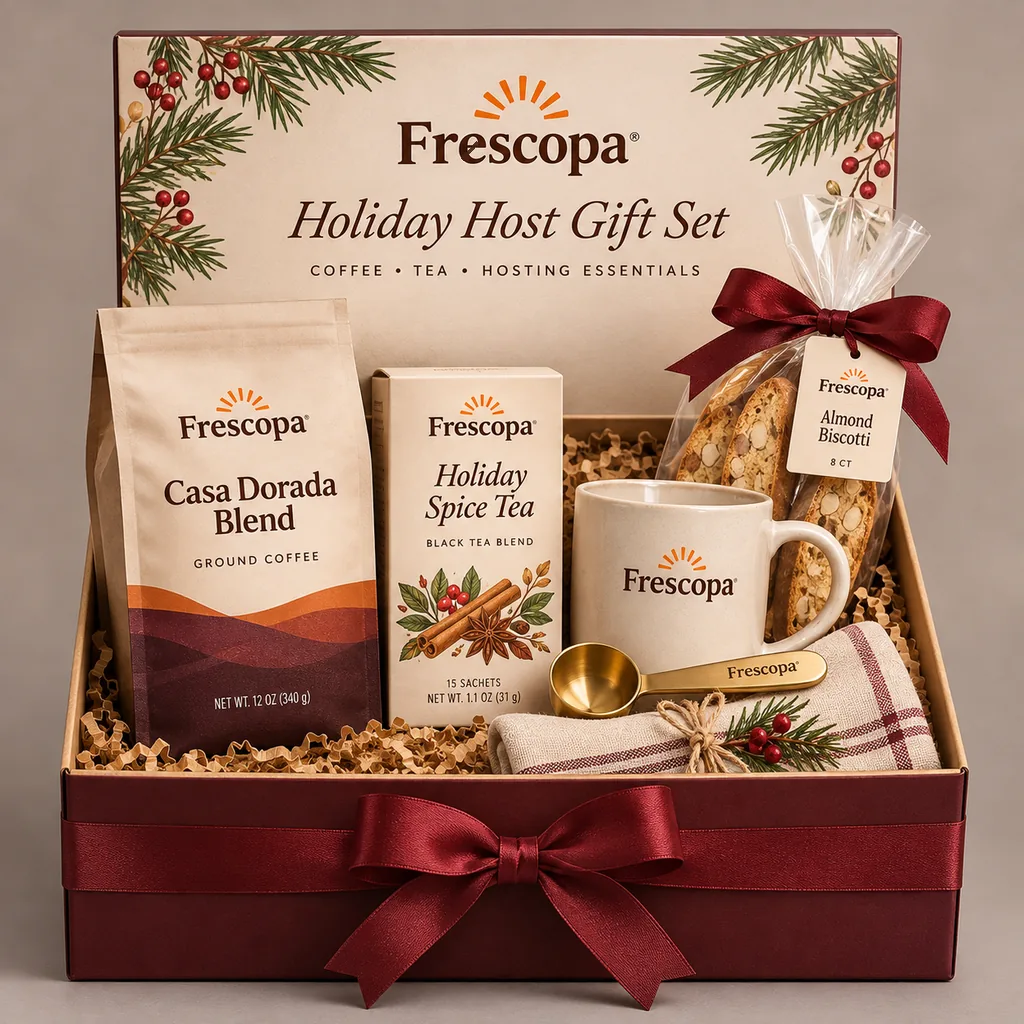 Frescopa®
Holiday Host Gift Set
COFFEE • TEA • HOSTING ESSENTIALS
Frescopa®
Casa Dorada
Blend
GROUND COFFEE
NET WT. 12 OZ (340 g)
Frescopa®
Holiday
Spice Tea
BLACK TEA BLEND
15 SACHETS
NET WT. 1.1 OZ (31 g)
Frescopa®
Almond
Biscotti
8 CT
Frescopa®
Frescopa®